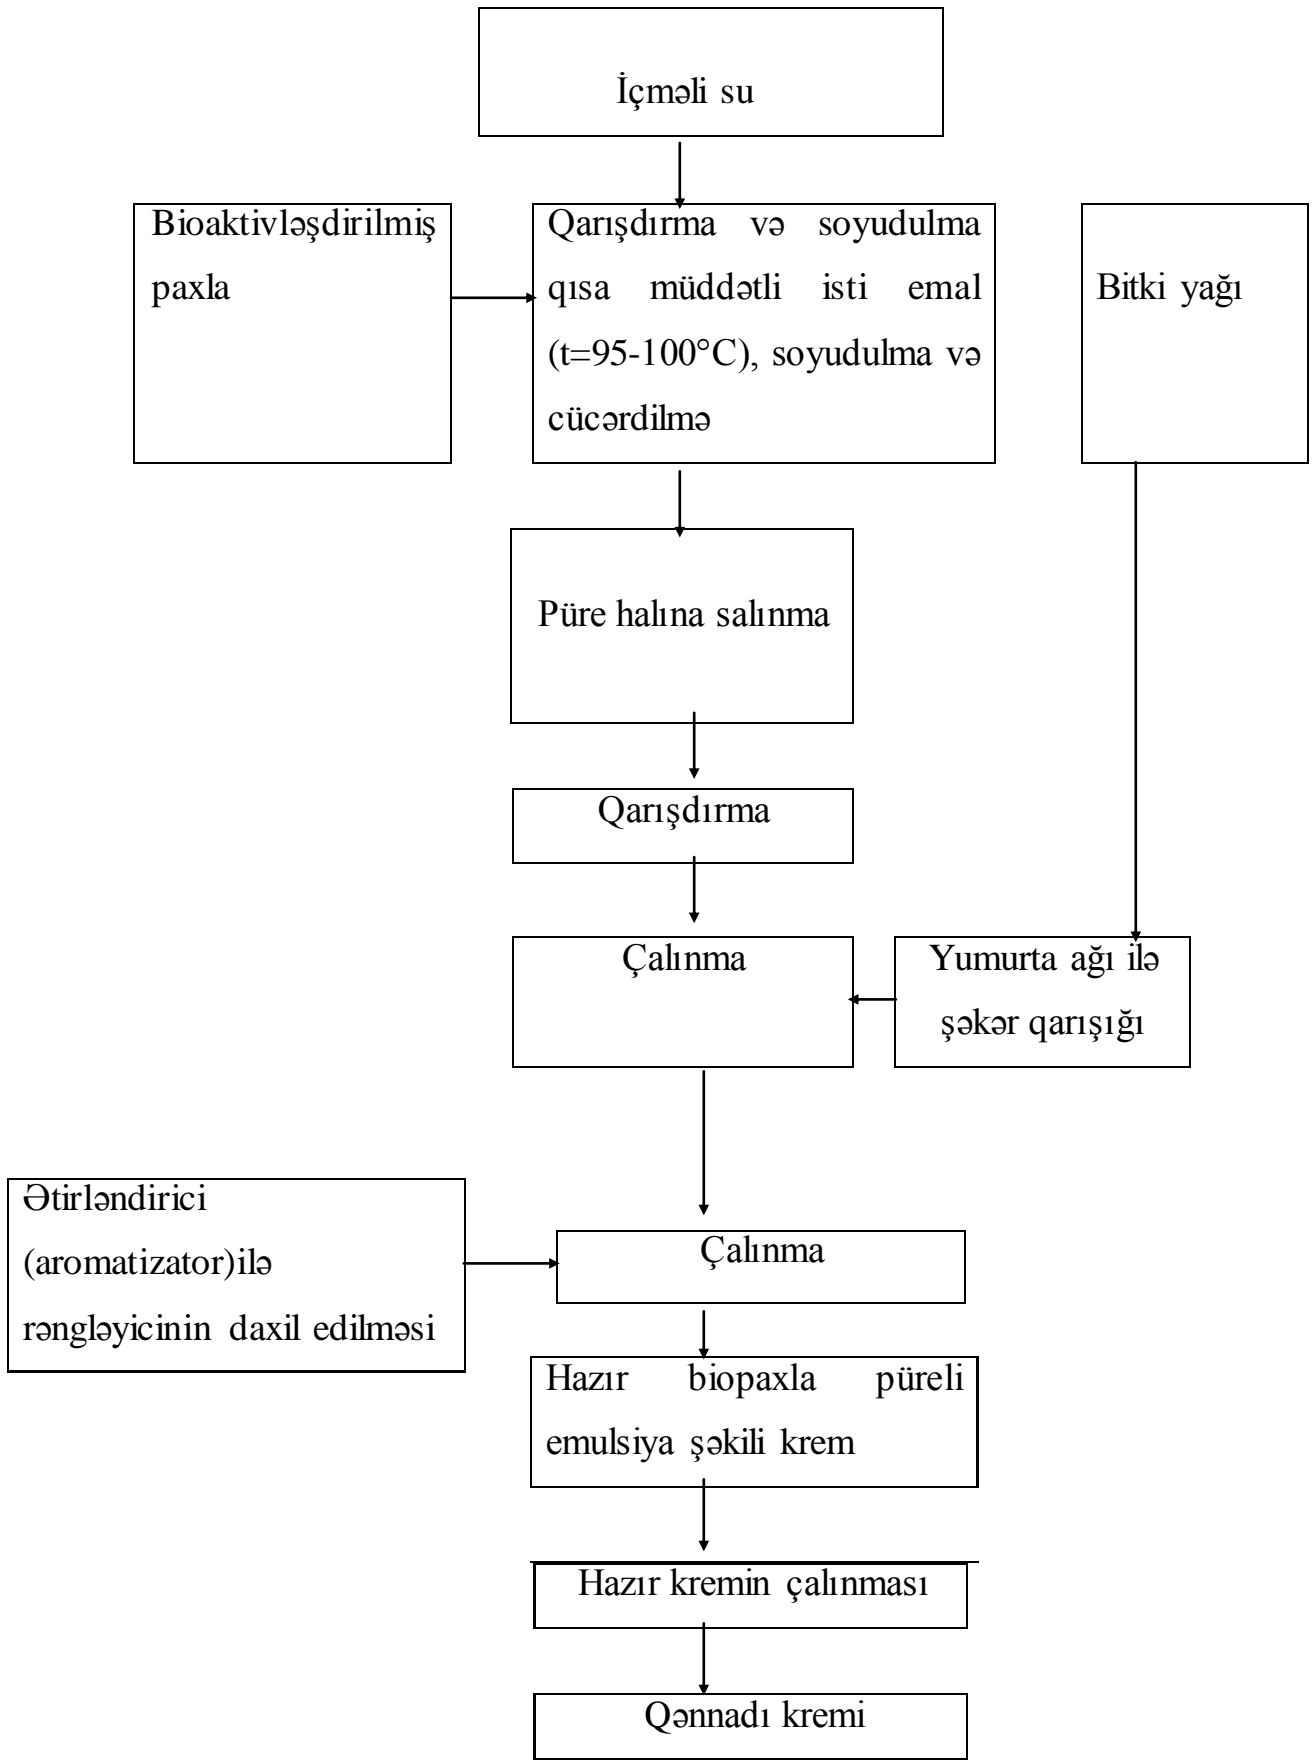 İçməli su
Bioaktivləşdirilmiş
paxla
Qarışdırma və soyudulma
qısa müddətli isti emal
(t=95-100°C), soyudulma və
cücərdilmə
Bitki yağı
Püre halına salınma
Qarışdırma
Çalınma
Yumurta ağı ilə
şəkər qarışığı
Ətirləndirici
(aromatizator)ilə
rəngləyicinin daxil edilməsi
Çalınma
Hazır biopaxla püreli
emulsiya şəkili krem
Hazır kremin çalınması
Qənnadı kremi